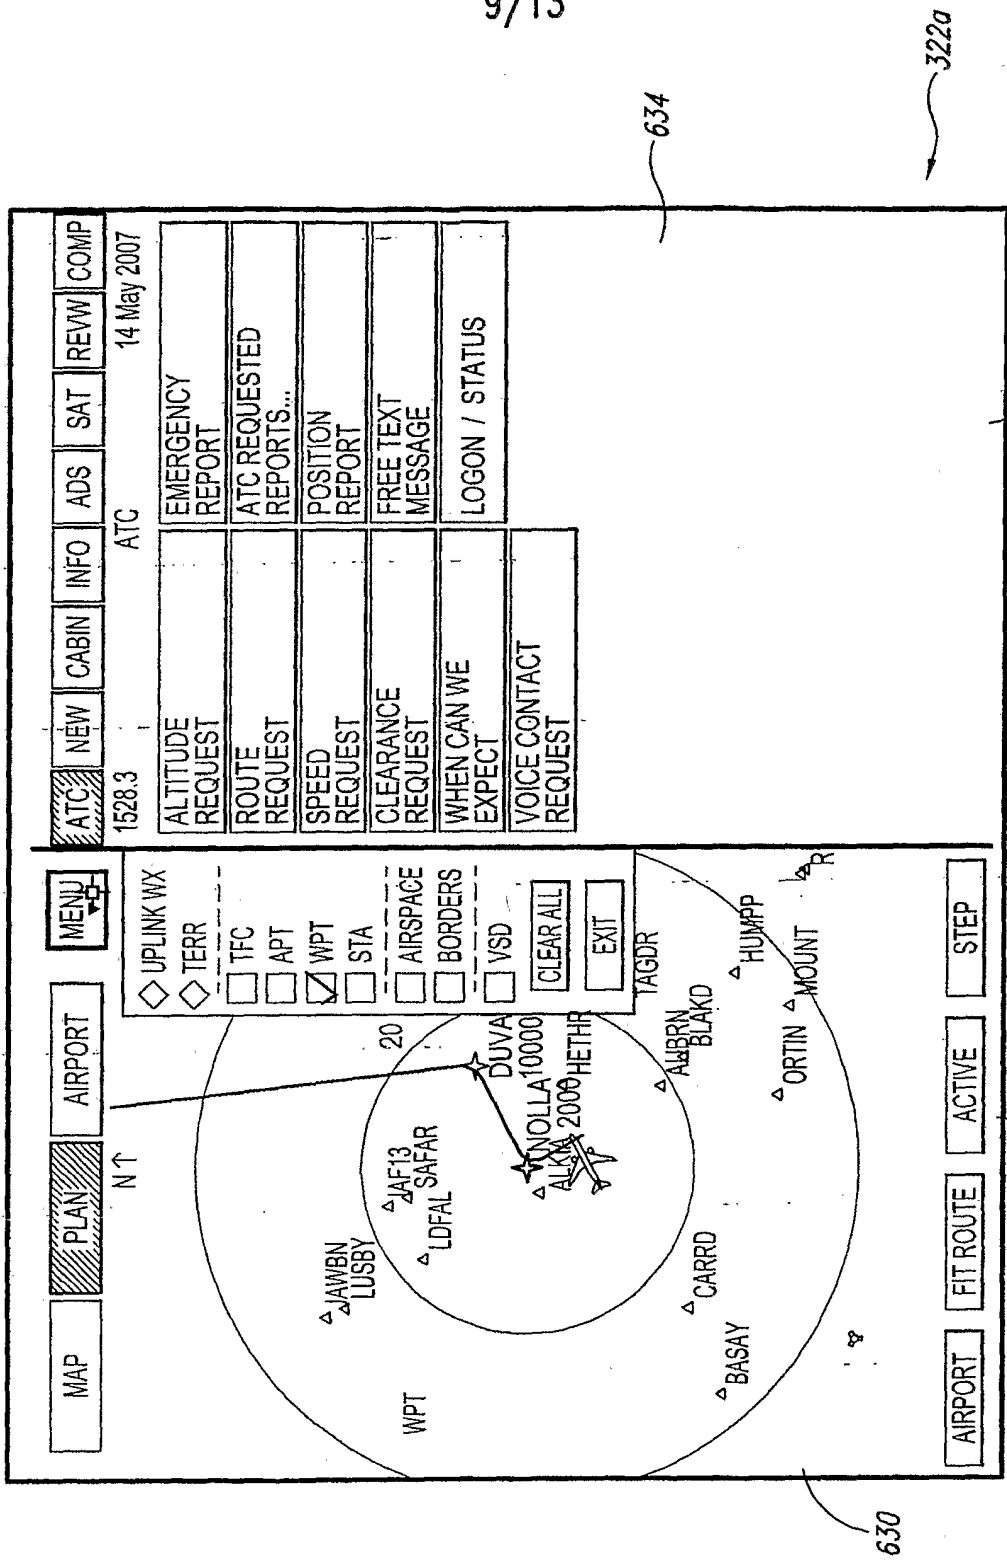 9/13
MAP
PLAN
AIRPORT
MENU
N↑
UPLINK WX
TERR
TFC
APT
WPT
STA
AIRSPACE
BORDERS
VSD
CLEAR ALL
EXIT
20
WPT
JAWBN
LUSBY
JAF13
SAFAR
LDFAL
DUVA
10000
NOLLA
2000
ALKIA
HETHR
TAGDR
AUBRN
BLAKD
HUMPP
MOUNT
ORTIN
R
CARRD
BASAY
AIRPORT
FIT ROUTE
ACTIVE
STEP
ATC
NEW
CABIN
INFO
ADS
SAT
REVW
COMP
1528.3
ATC
14 May 2007
ALTITUDE
REQUEST
EMERGENCY
REPORT
ROUTE
REQUEST
ATC REQUESTED
REPORTS...
SPEED
REQUEST
POSITION
REPORT
CLEARANCE
REQUEST
FREE TEXT
MESSAGE
WHEN CAN WE
EXPECT
LOGON / STATUS
VOICE CONTACT
REQUEST
630
634
322a